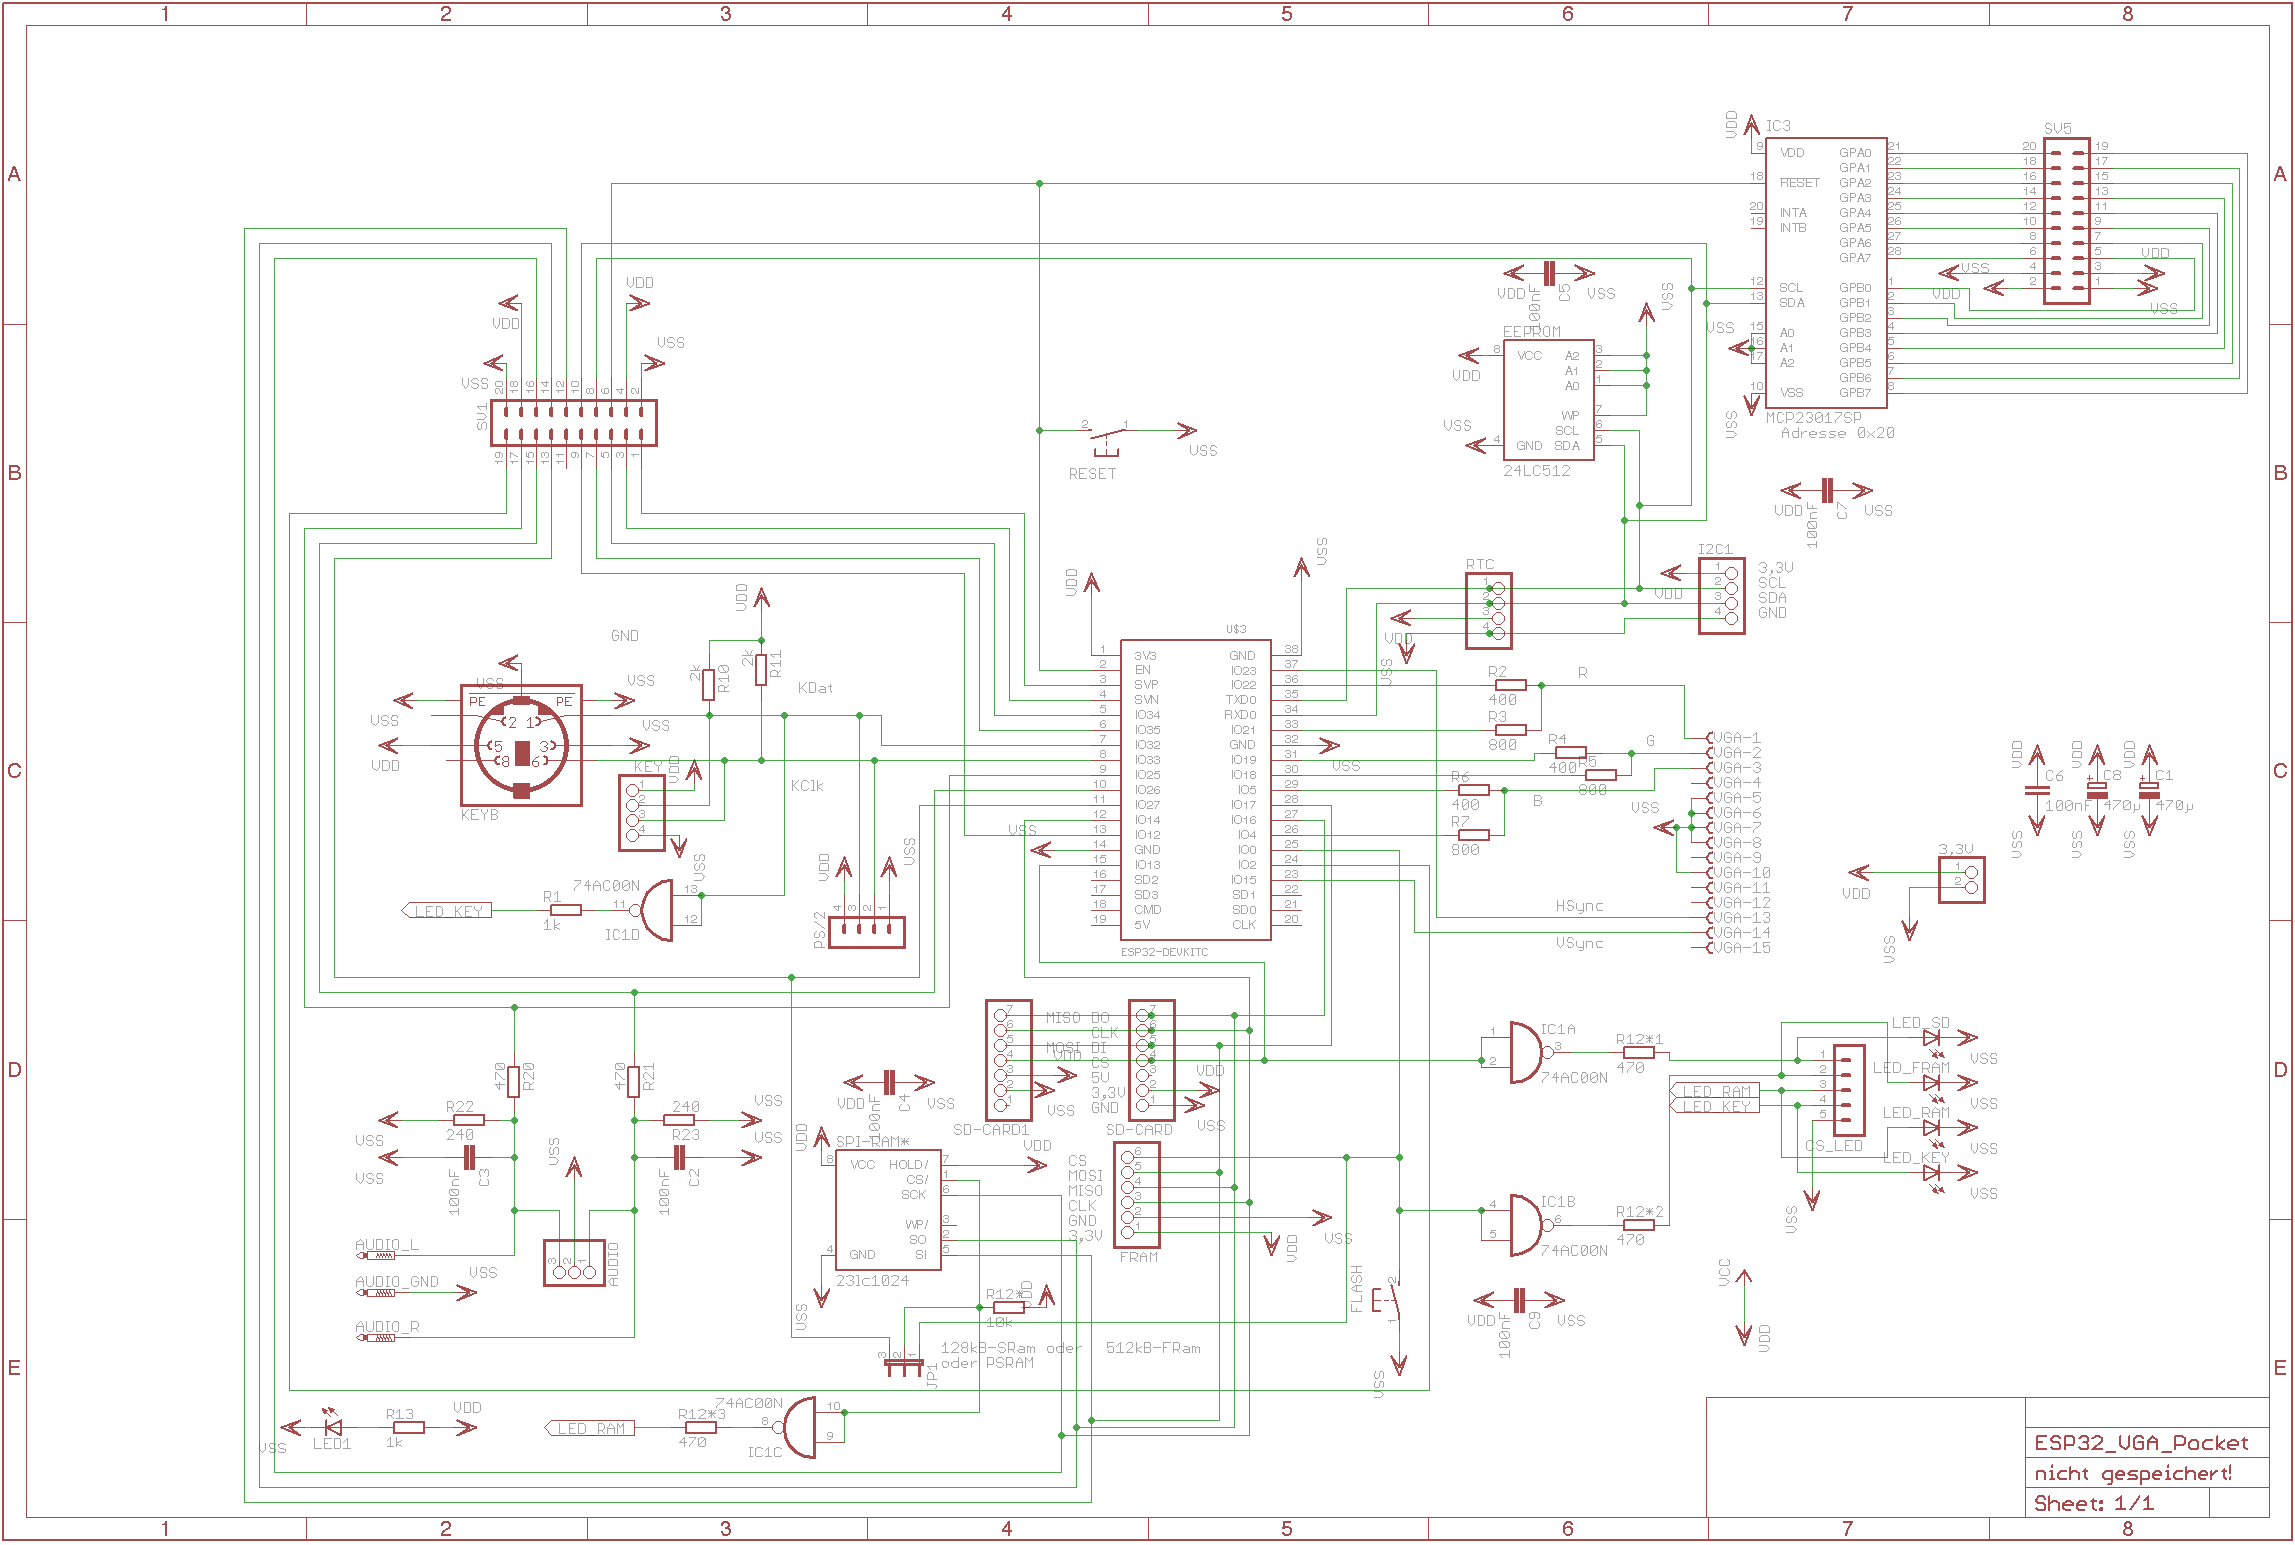 1 2 3 4 5 6 7 8
A
B
C
D
E
VDD
IC3
9 VDD GPA0 21
18 RESET GPA1 22
GPA2 23
GPA3 24
20 INTA GPA4 25
19 INTB GPA5 26
GPA6 27
GPA7 28
12 SCL GPB0 1
13 SDA GPB1 2
GPB2 3
15 A0 GPB3 4
16 A1 GPB4 5
17 A2 GPB5 6
GPB6 7
10 VSS GPB7 8
MCP23017SP
Adresse 0x20
VSS
VSS
SV5
20 19
18 17
16 15
14 13
12 11
10 9
8 7
6 5
4 3
2 1
VSS
VDD
VDD
VSS
VDD
VSS
100nF
C5
EEPROM
8 VCC A2 3
A1 2
A0 1
WP 7
SCL 6
4 GND SDA 5
24LC512
VDD
VSS
VSS
VDD
VSS
100nF
C7
VDD
VDD
VSS
VSS
SV1
20 18 16 14 12 10 8 6 4 2
19 17 15 13 11 9 7 5 3 1
2 1
RESET
VSS
I2C1
1 3,3V
2 SCL
3 SDA
4 GND
VDD
RTC
1
2
3
4
VDD
VSS
VDD
VSS
U$3
1 3V3 GND 38
2 EN IO23 37
3 SVP IO22 36
4 SVN TXD0 35
5 IO34 RXD0 34
6 IO35 IO21 33
7 IO32 GND 32
8 IO33 IO19 31
9 IO25 IO18 30
10 IO26 IO5 29
11 IO27 IO17 28
12 IO14 IO16 27
13 IO12 IO4 26
14 GND IO0 25
15 IO13 IO2 24
16 SD2 IO15 23
17 SD3 SD1 22
18 CMD SD0 21
19 5V CLK 20
ESP32-DEVKITC
VSS
VSS
GND
VSS
VSS
VSS
VSS
VDD
PE PE
2 1
5 3
8 6
KEYB
VDD
2k
R10
2k
R11
KDat
KClk
KEY
1
2
3
4
VDD
VSS
74AC00N
13
12
11
IC1D
R1
1k
LED_KEY
VDD
VSS
PS/2
4 3 2 1
R2
400
R3
800
R
R4
400
R5
800
G
R6
400
R7
800
B
VSS
HSync
VSync
VGA-1
VGA-2
VGA-3
VGA-4
VGA-5
VGA-6
VGA-7
VGA-8
VGA-9
VGA-10
VGA-11
VGA-12
VGA-13
VGA-14
VGA-15
VDD VDD VDD
C6 C8 C1
100nF 470µ 470µ
VSS VSS VSS
3,3V
1
2
VDD
VSS
470
R20
470
R21
R22
240
VSS
240
R23
VSS
VSS
VSS
100nF
C3
100nF
C2
VSS
AUDIO
3 2 1
AUDIO_L
AUDIO_GND
VSS
AUDIO_R
VDD
VSS
100nF
C4
SPI-RAM*
8 VCC HOLD/ 7
CS/ 1
SCK 6
WP/ 3
SO 2
4 GND SI 5
23lc1024
VDD
VDD
VSS
SD-CARD1
7
6
5
4
3
2
1
MISO DO
CLK
MOSI DI
CS
5V
3,3V
GND
VDD
VSS
SD-CARD
7
6
5
4
3
2
1
VDD
VSS
FRAM
CS 6
MOSI 5
MISO 4
CLK 3
GND 2
3,3V 1
VDD
VSS
R12*
10k
VDD
128kB-SRam oder 512kB-FRam
oder PSRAM
3 2 1
JP1
FLASH
2
1
VSS
IC1A
1
2
3
74AC00N
R12*1
470
IC1B
4
5
6
74AC00N
R12*2
470
LED_RAM
LED_KEY
1
2
3
4
5
CS_LED
VSS
LED_SD
VSS
LED_FRAM
VSS
LED_RAM
VSS
LED_KEY
VSS
VDD
VSS
100nF
C9
VCC
VDD
VSS
LED1
R13
1k
VDD
LED_RAM
R12*3
470
74AC00N
10
9
8
IC1C
ESP32_VGA_Pocket
nicht gespeichert!
Sheet: 1/1
1 2 3 4 5 6 7 8
A
B
C
D
E